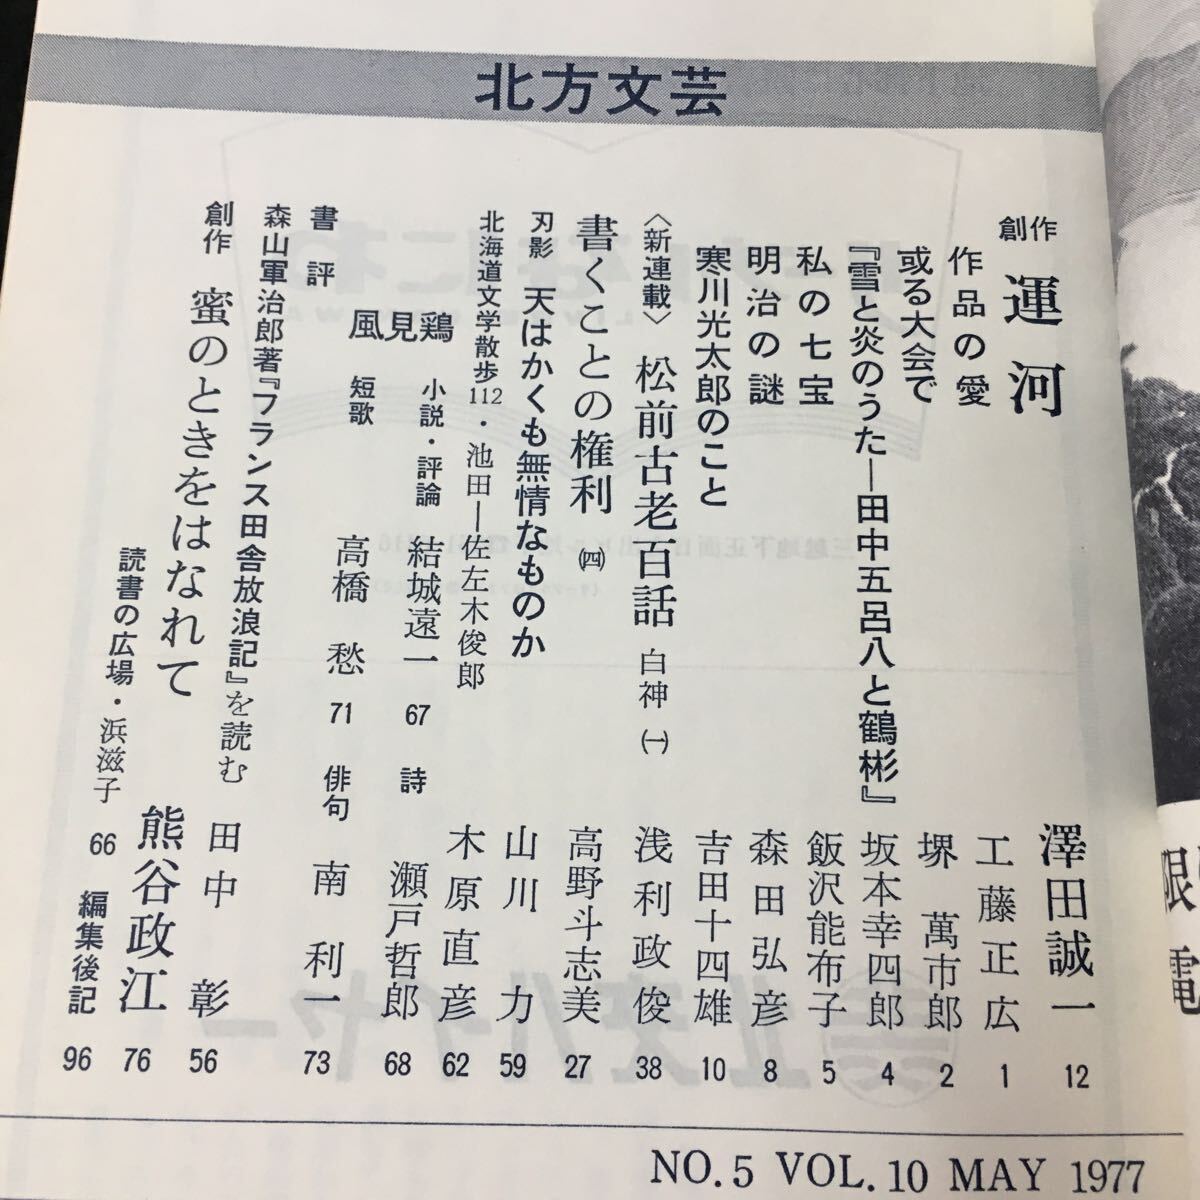 北方文芸
創作 運河 澤田誠一 12
作品の愛 工藤正広 1
或る大会で 堺萬市郎 2
『雪と炎のうた―田中五呂八と鶴彬』 坂本幸四郎 4
私の七宝 飯沢能布子 5
明治の謎 森田弘彦 8
寒川光太郎のこと 吉田十四雄 10
〈新連載〉 松前古老百話 白神 (一) 浅利政俊 38
書くことの権利 (四) 高野斗志美 27
刃影 天はかくも無情なものか 山川力 59
北海道文学散歩112・池田―佐左木俊郎 木原直彦 62
風見鶏
小説・評論 結城遠一 67 詩 瀬戸哲郎 68
短歌 高橋愁 71 俳句 南利一 73
書評
森山軍治郎著『フランス田舎放浪記』を読む 田中彰 56
創作 蜜のときをはなれて 熊谷政江 76
読書の広場・浜滋子 66 編集後記 96
NO.5 VOL.10 MAY 1977
限
電